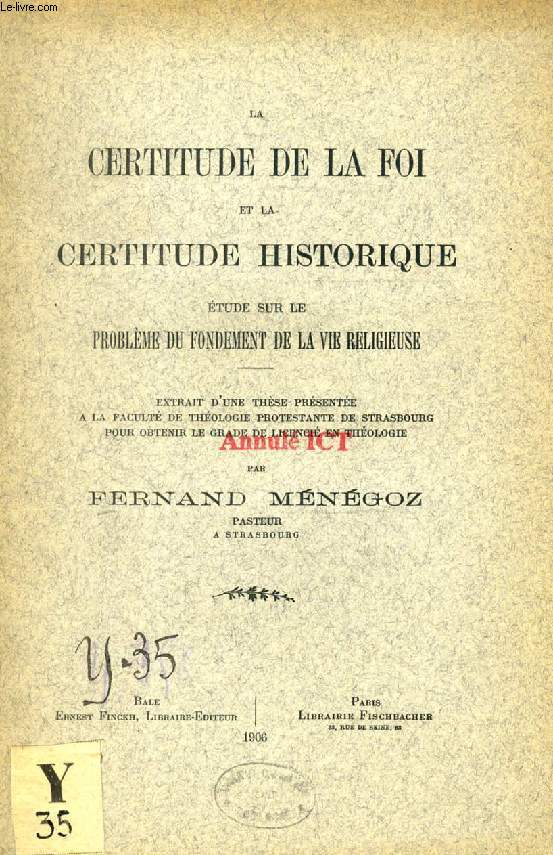 Le-livre.com
LA
CERTITUDE DE LA FOI
ET LA
CERTITUDE HISTORIQUE
ÉTUDE SUR LE
PROBLÈME DU FONDEMENT DE LA VIE RELIGIEUSE
EXTRAIT D'UNE THÈSE PRÉSENTÉE
A LA FACULTÉ DE THÉOLOGIE PROTESTANTE DE STRASBOURG
POUR OBTENIR LE GRADE DE LICENCIÉ EN THÉOLOGIE
Annulé ICT
PAR
FERNAND MÉNÉGOZ
PASTEUR
A STRASBOURG
Y.35
BALE
ERNEST FINCKH, LIBRAIRE-EDITEUR
PARIS
LIBRAIRIE FISCHBACHER
33, RUE DE SEINE, 33
1906
Y
35